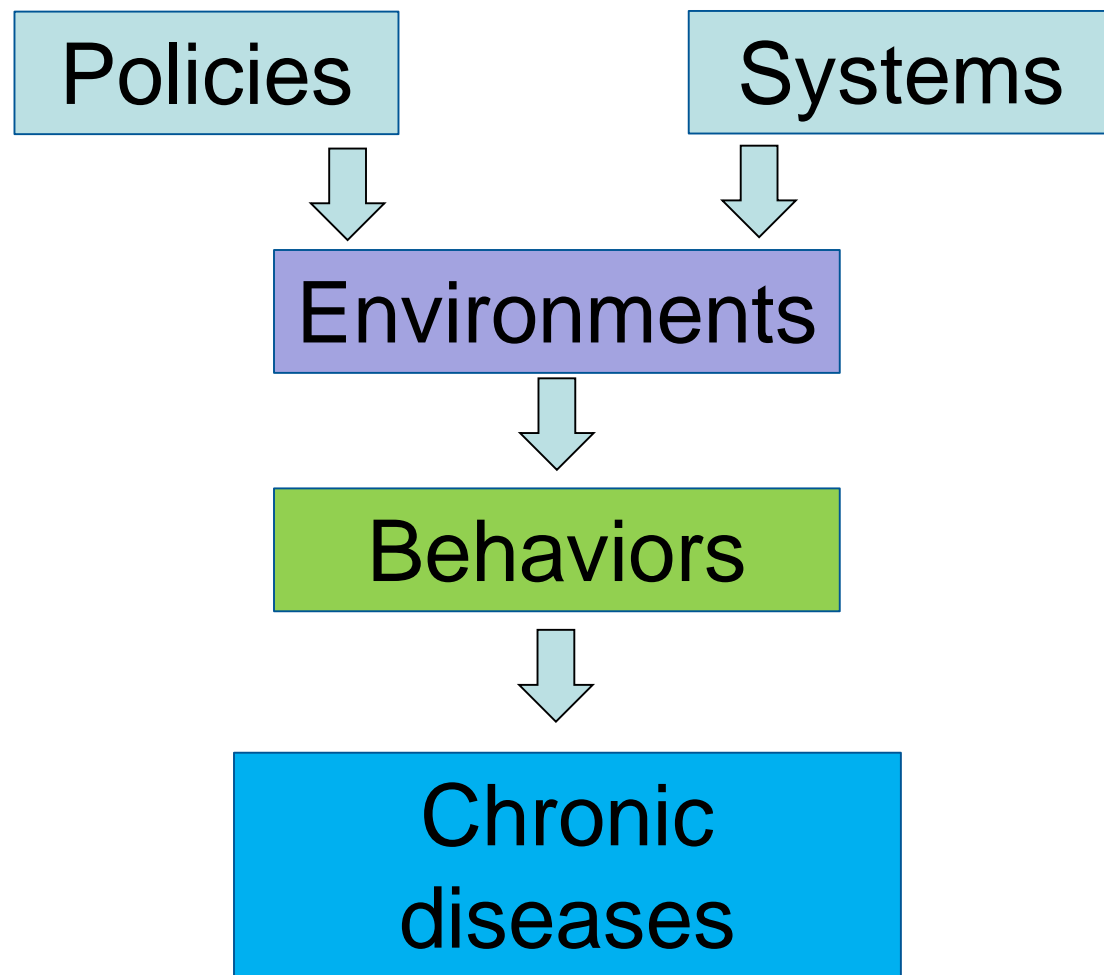 Policies
Systems
Environments
Behaviors
Chronic
diseases